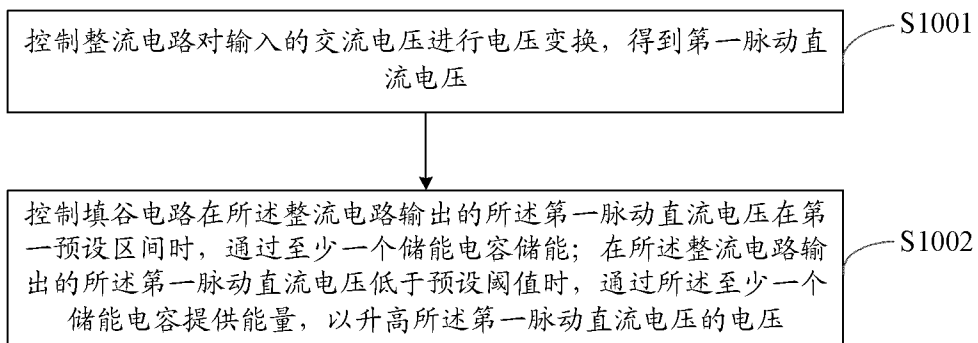 控制整流电路对输入的交流电压进行电压变换，得到第一脉动直
流电压
S1001
控制填谷电路在所述整流电路输出的所述第一脉动直流电压在第
一预设区间时，通过至少一个储能电容储能；在所述整流电路输
出的所述第一脉动直流电压低于预设阈值时，通过所述至少一个
储能电容提供能量，以升高所述第一脉动直流电压的电压
S1002